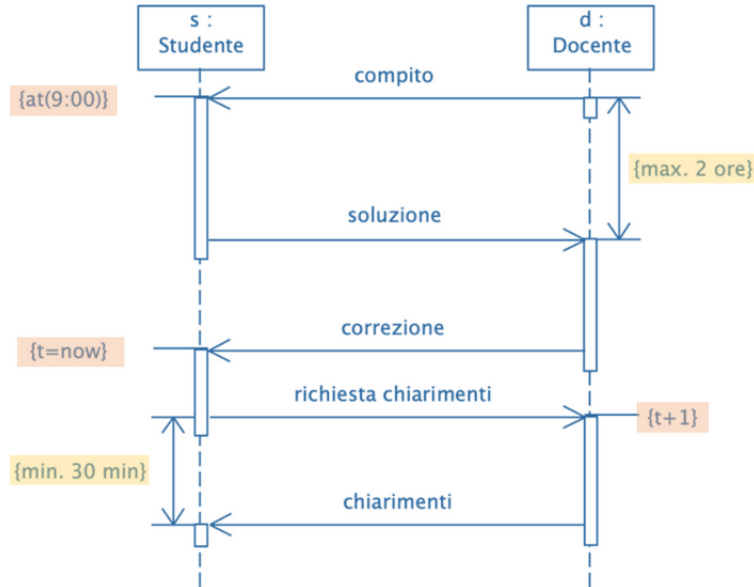 s :
Studente
d :
Docente
compito
{at(9:00)}
{max. 2 ore}
soluzione
correzione
{t=now}
richiesta chiarimenti
{t+1}
{min. 30 min}
chiarimenti